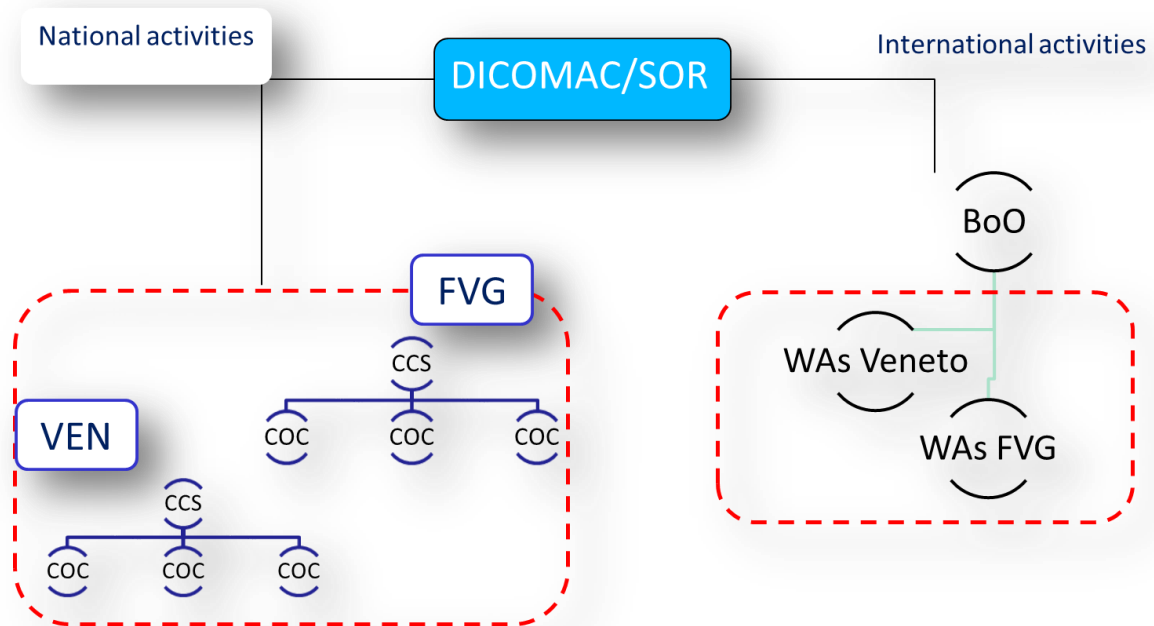 National activities
DICOMAC/SOR
International activities
BoO
FVG
WAs Veneto
CCS
COC
COC
COC
VEN
WAs FVG
CCS
COC
COC
COC